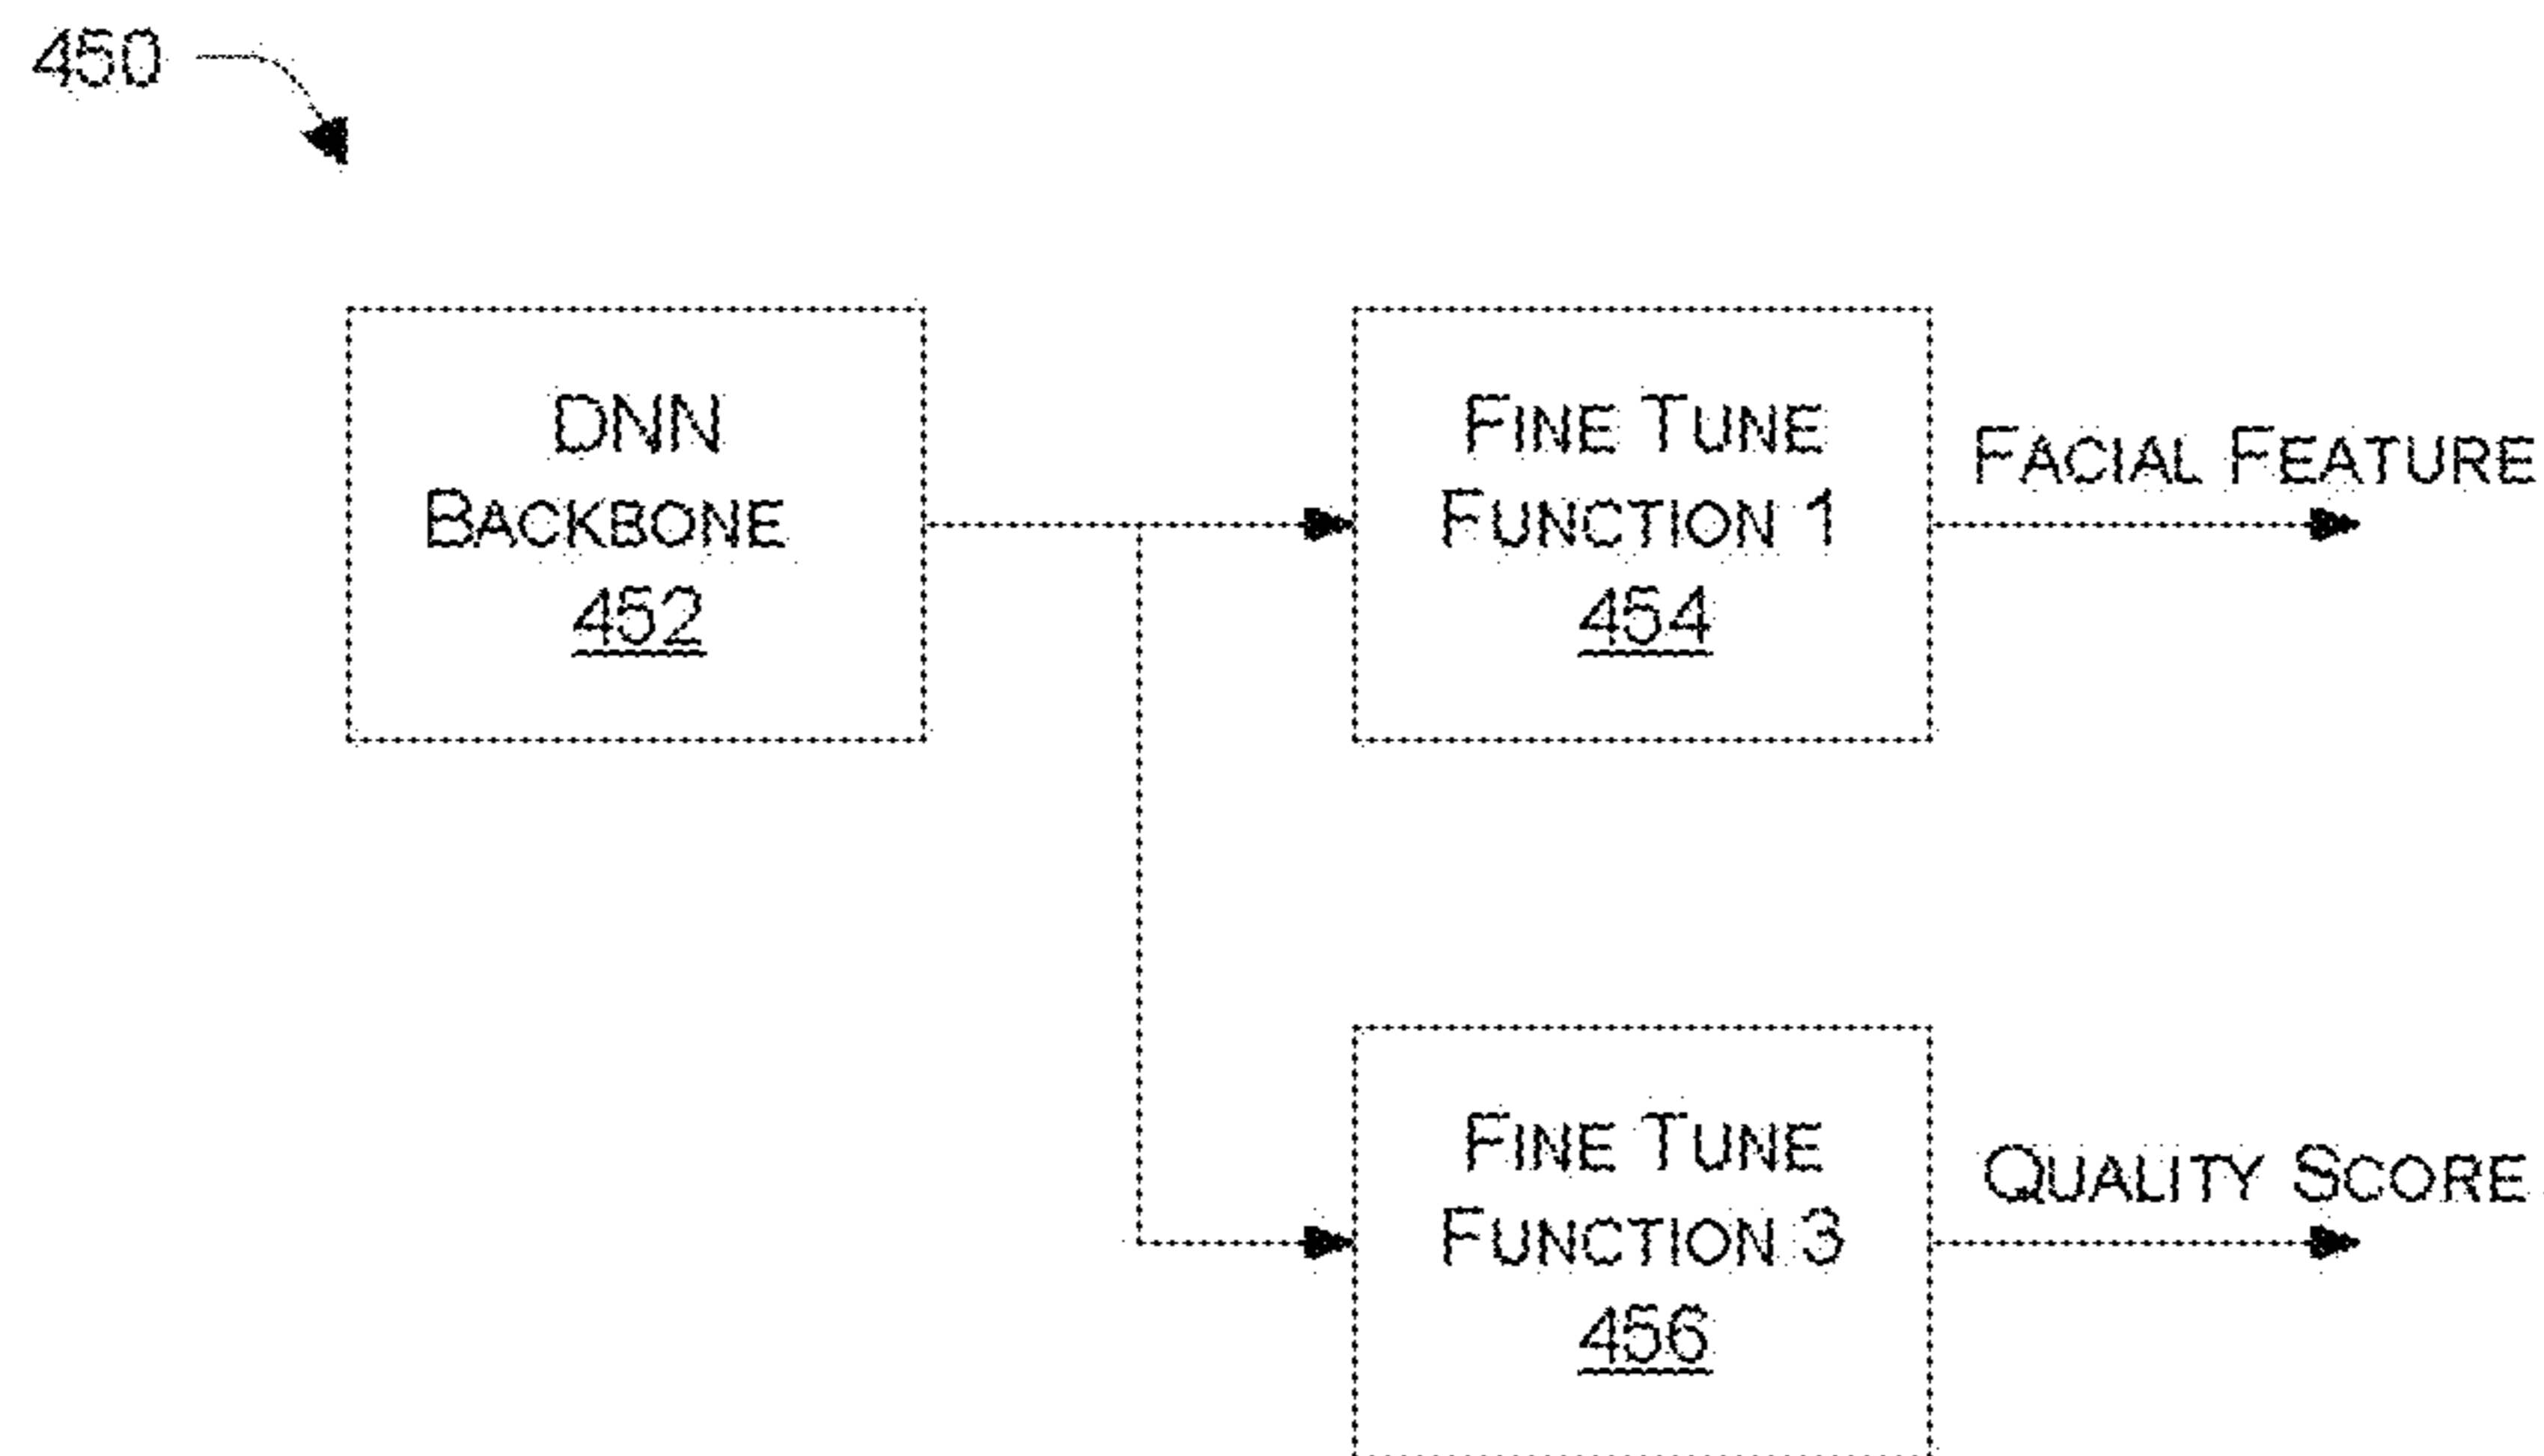 450
DNN
BACKBONE
452
FINE TUNE
FUNCTION 1
454
FACIAL FEATURE
FINE TUNE
FUNCTION 3
456
QUALITY SCORE